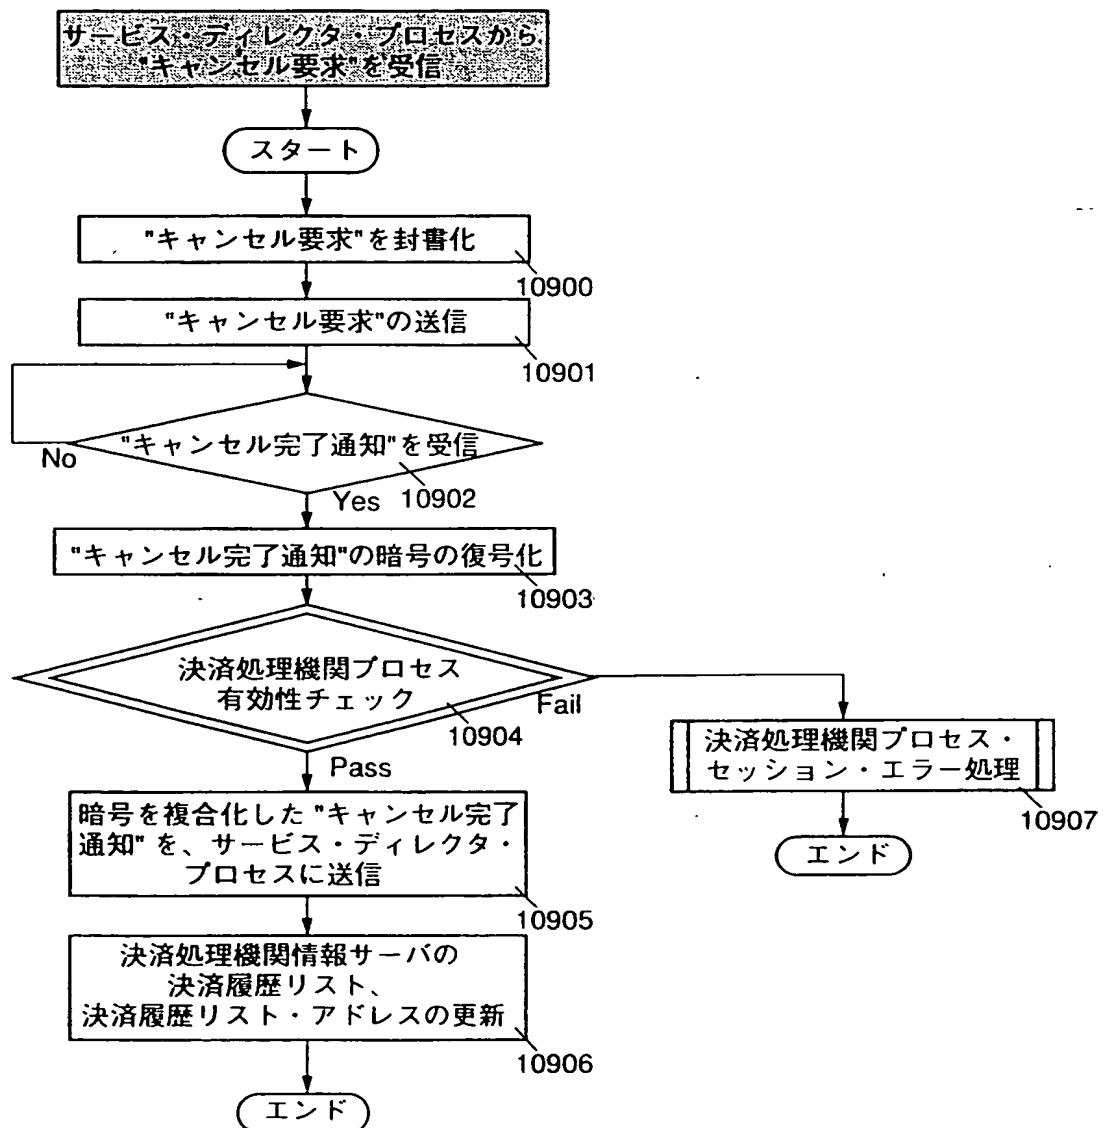 サービス・ディレクタ・プロセスから
"キャンセル要求"を受信
スタート
"キャンセル要求"を封書化
10900
"キャンセル要求"の送信
10901
"キャンセル完了通知"を受信
No
10902
Yes
"キャンセル完了通知"の暗号の復号化
10903
決済処理機関プロセス
有効性チェック
Fail
10904
Pass
決済処理機関プロセス・
セッション・エラー処理
10907
エンド
暗号を複合化した "キャンセル完了
通知" を、サービス・ディレクタ・
プロセスに送信
10905
決済処理機関情報サーバの
決済履歴リスト、
決済履歴リスト・アドレスの更新
10906
エンド